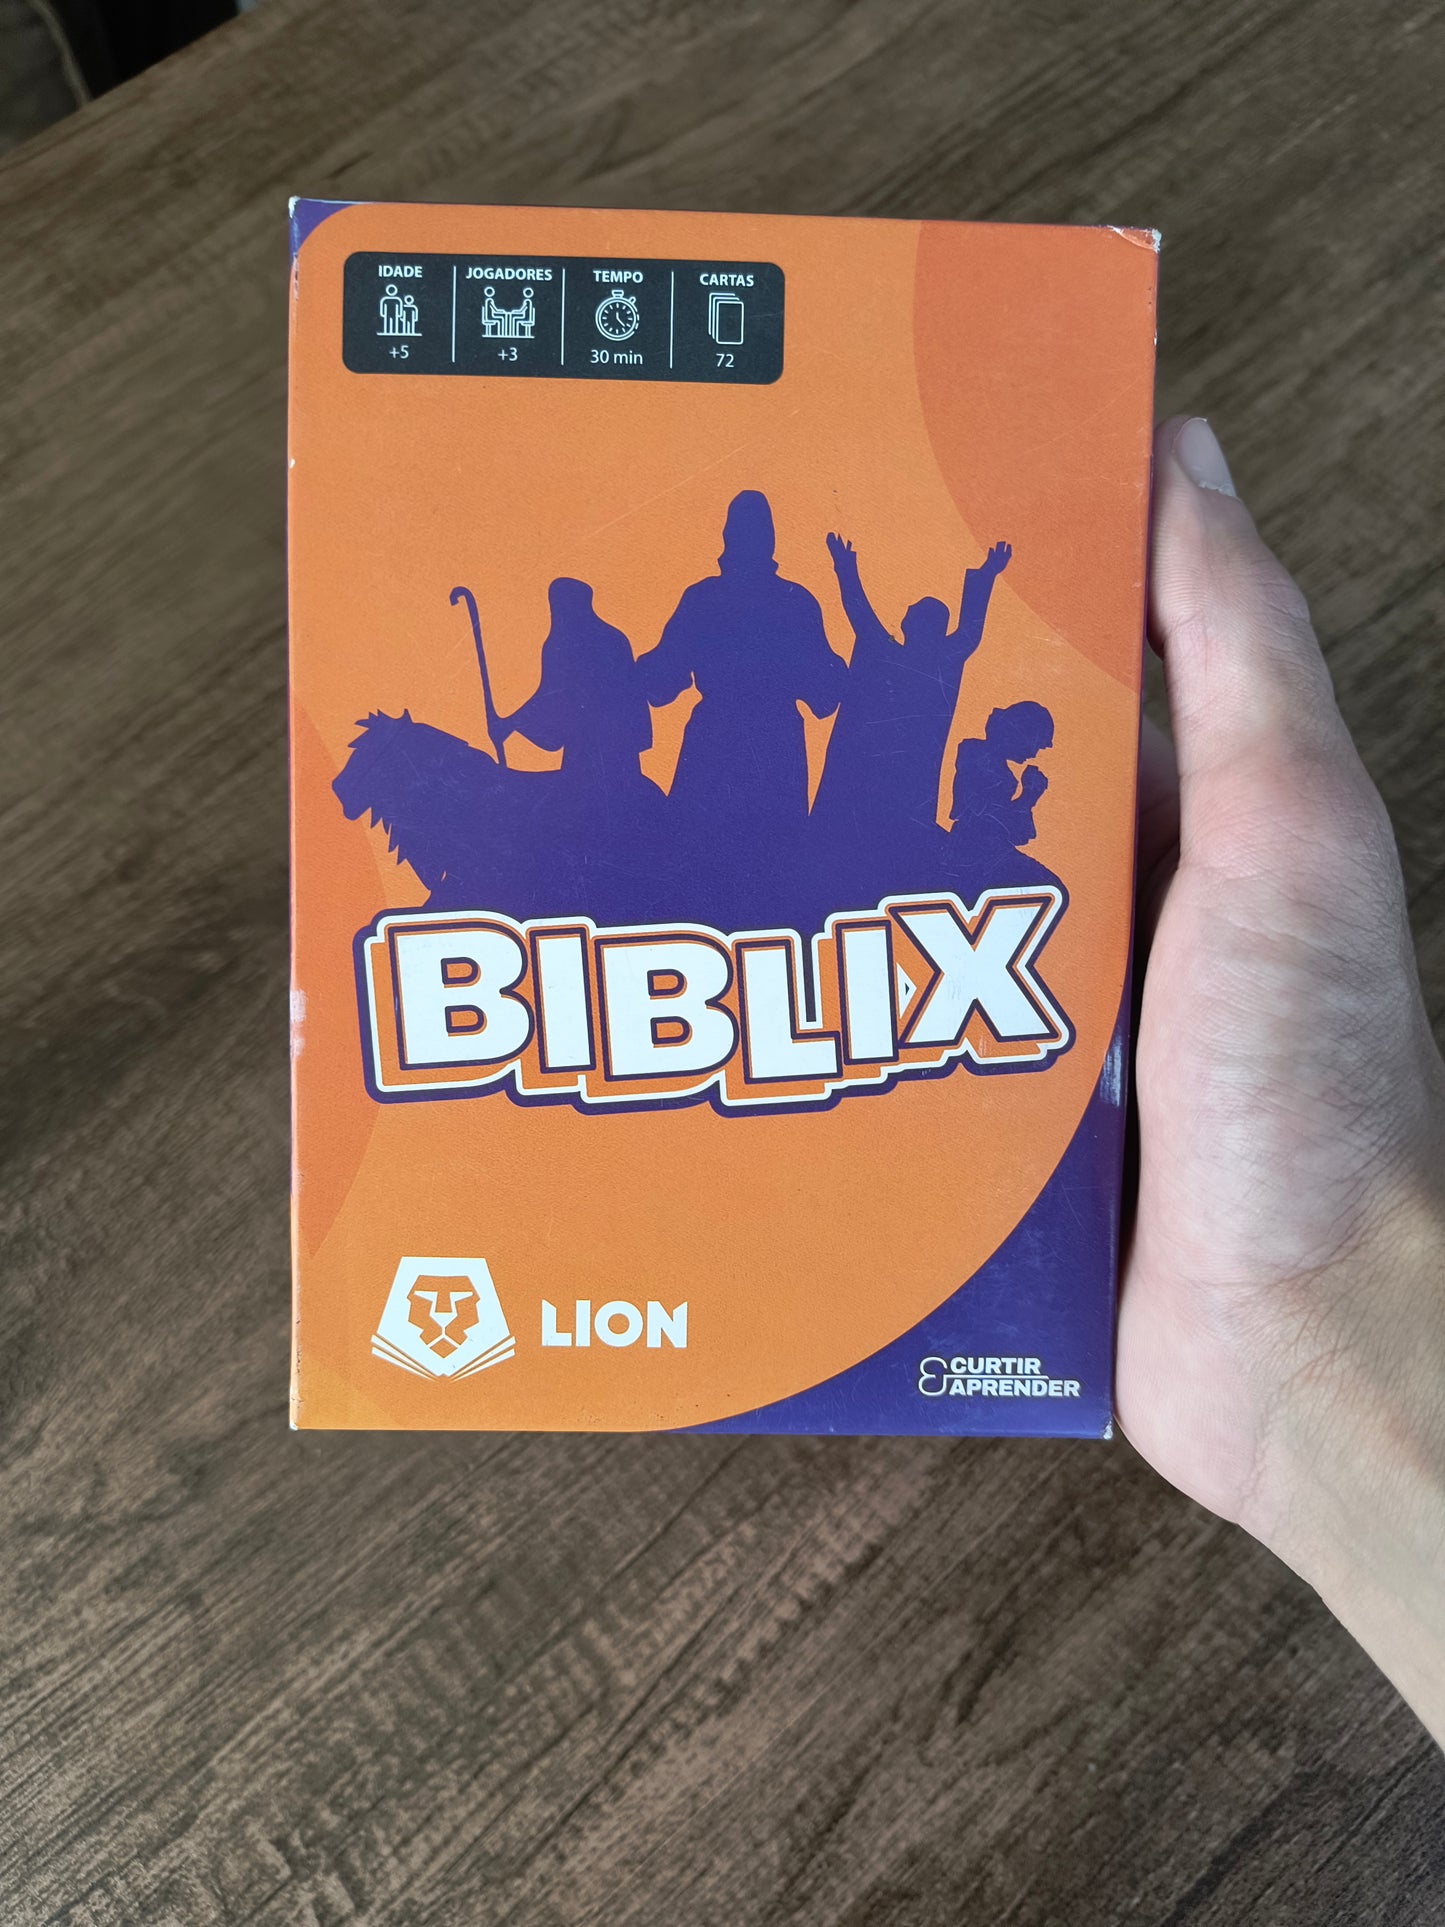 IDADE JOGADORES TEMPO CARTAS
+5 +3 30 min 72
BIBLIX
LION
CURTIR
& APRENDER